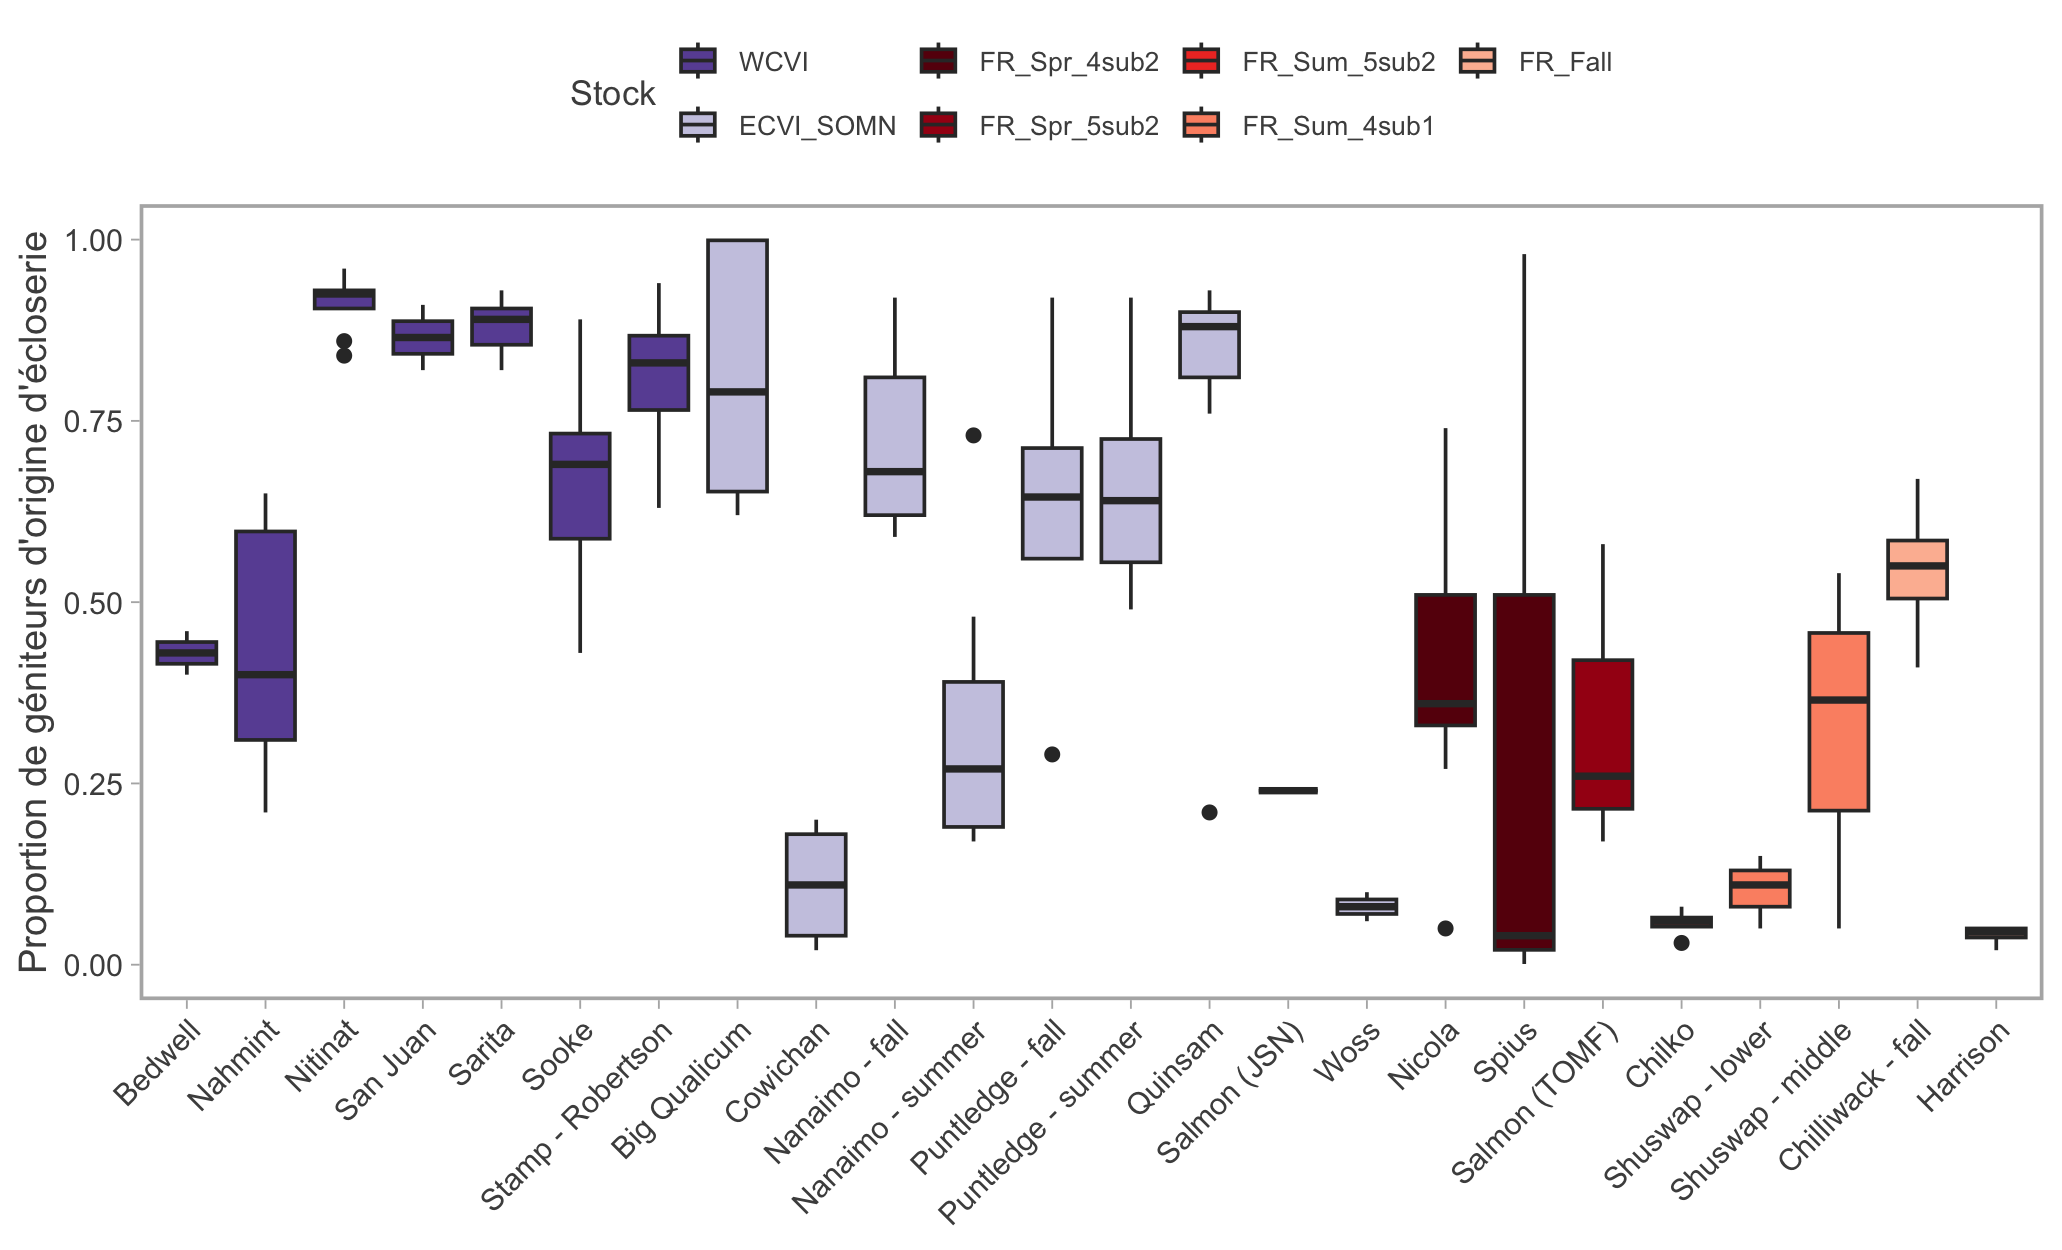 Stock
WCVI
FR_Spr_4sub2
FR_Sum_5sub2
FR_Fall
ECVI_SOMN
FR_Spr_5sub2
FR_Sum_4sub1
Proportion de géniteurs d'origine d'écloserie
1.00
0.75
0.50
0.25
0.00
Bedwell
Nahmint
Nitinat
San Juan
Sarita
Sooke
Stamp - Robertson
Big Qualicum
Cowichan
Nanaimo - fall
Nanaimo - summer
Puntledge - fall
Puntledge - summer
Quinsam
Salmon (JSN)
Woss
Nicola
Spius
Salmon (TOMF)
Chilko
Shuswap - lower
Shuswap - middle
Chilliwack - fall
Harrison